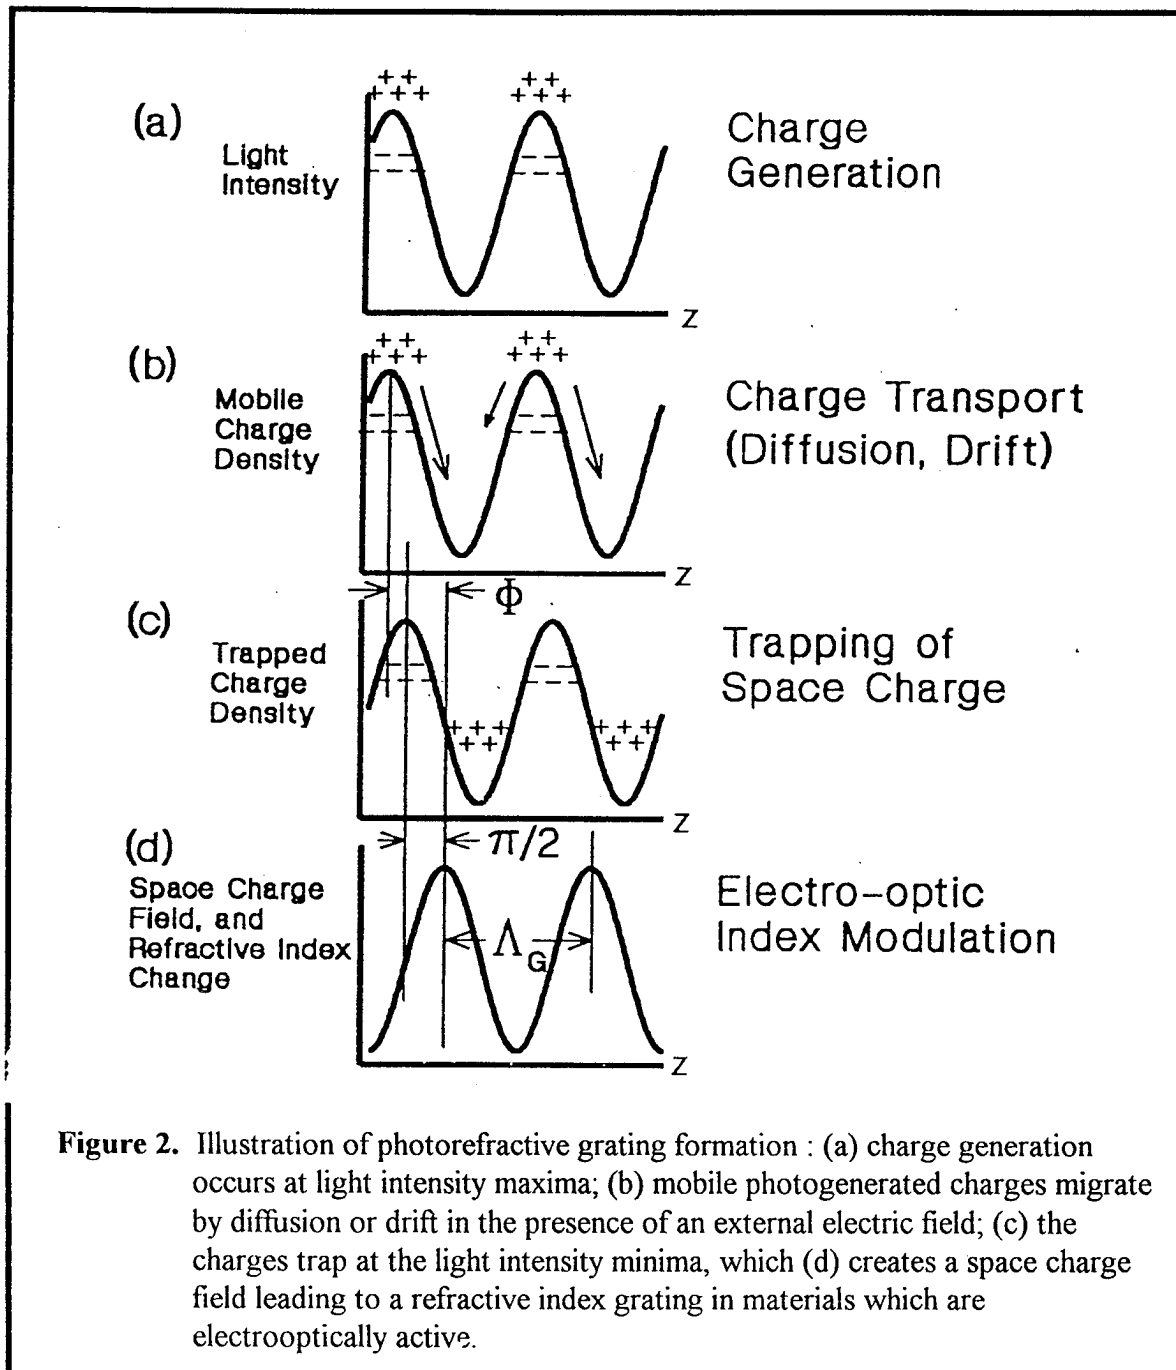 + +
+ + +
+ +
+ + +
(a)
Light
Intensity
Charge
Generation
— —
— — —
— —
— — —
Z
+ +
+ + +
+ +
+ + +
(b)
Mobile
Charge
Density
Charge Transport
(Diffusion, Drift)
— —
— — —
— —
— — —
Z
Φ
(c)
Trapped
Charge
Density
Trapping of
Space Charge
— —
— — —
— —
— — —
+ + + +
+ + +
+ + + +
+ + +
Z
π/2
(d)
Space Charge
Field, and
Refractive Index
Change
Electro-optic
Index Modulation
Λ_G
Z
Figure 2. Illustration of photorefractive grating formation : (a) charge generation
occurs at light intensity maxima; (b) mobile photogenerated charges migrate
by diffusion or drift in the presence of an external electric field; (c) the
charges trap at the light intensity minima, which (d) creates a space charge
field leading to a refractive index grating in materials which are
electrooptically active.